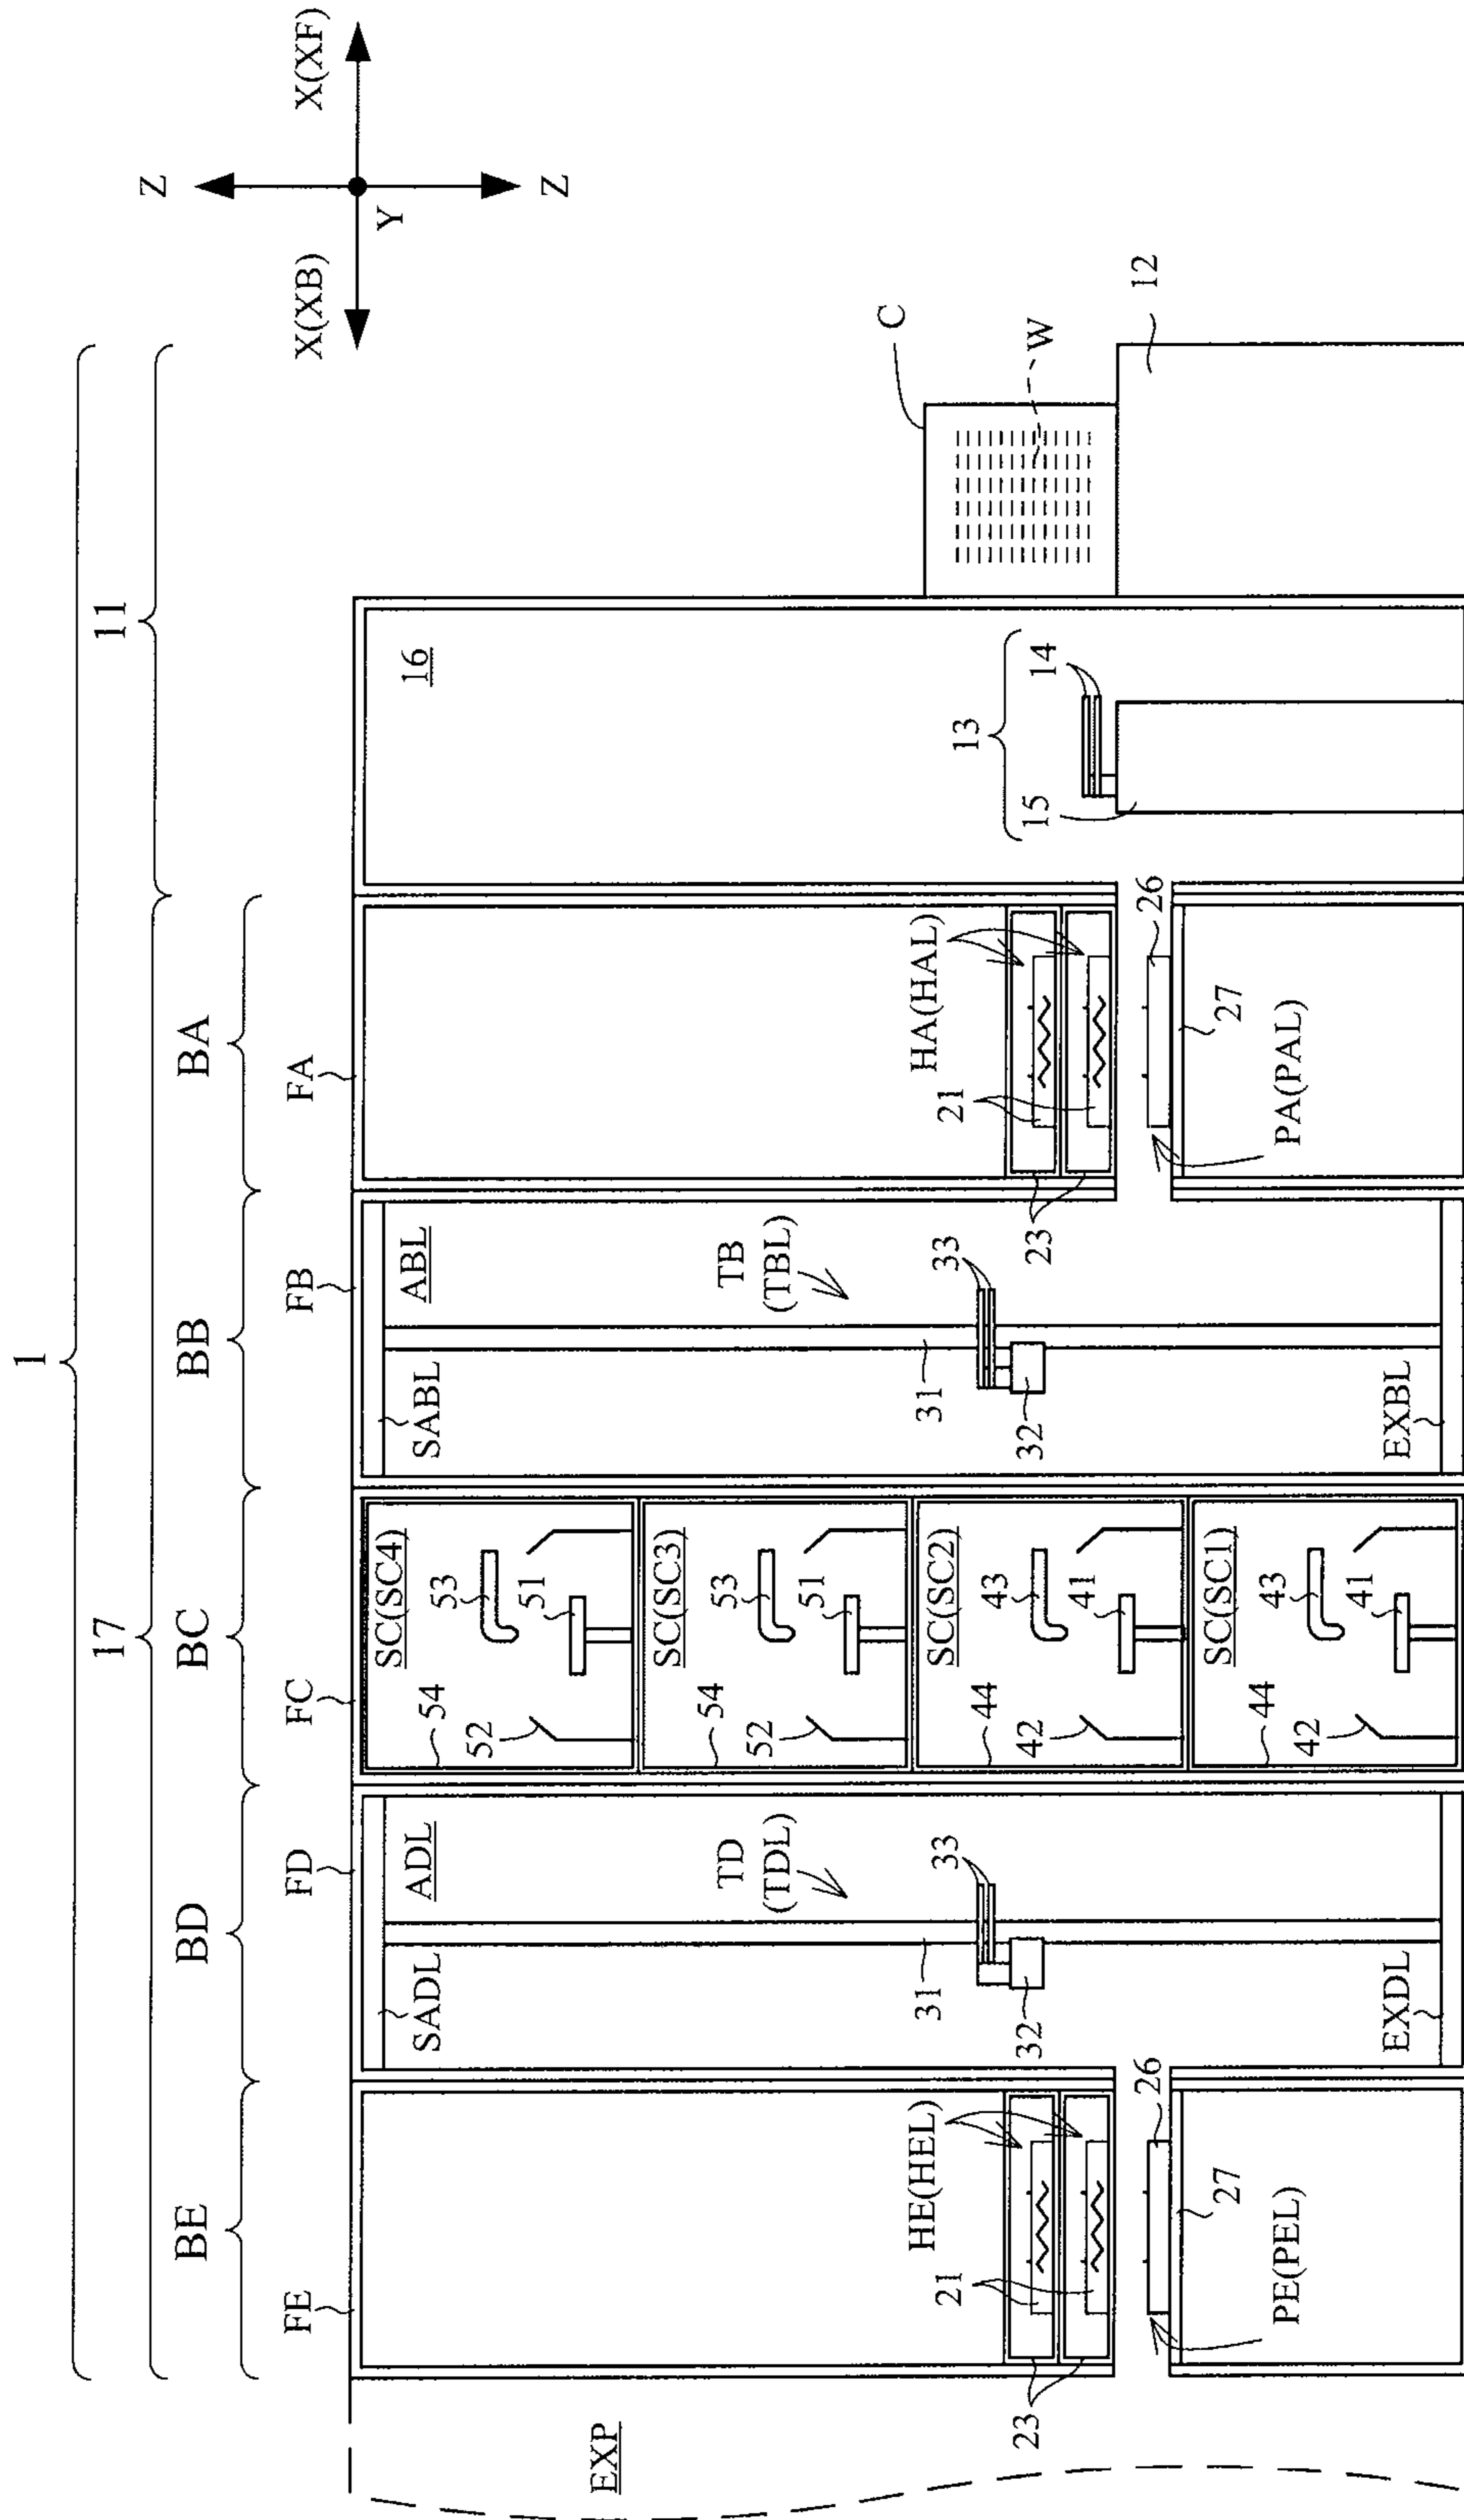 1
17
11
BE
BD
BC
BB
BA
FE
FD
FC
FB
FA
Z
X(XB)
X(XF)
Y
Z
EXP
SADL
ADL
SC(SC4)
54
53
52
51
SABL
ABL
16
TD
(TDL)
SC(SC3)
54
53
52
51
TB
(TBL)
HE(HEL)
21
23
31
33
32
SC(SC2)
44
43
42
41
31
33
32
HA(HAL)
21
23
13
15
14
C
W
12
26
27
PE(PEL)
EXDL
SC(SC1)
44
43
42
41
EXBL
26
27
PA(PAL)